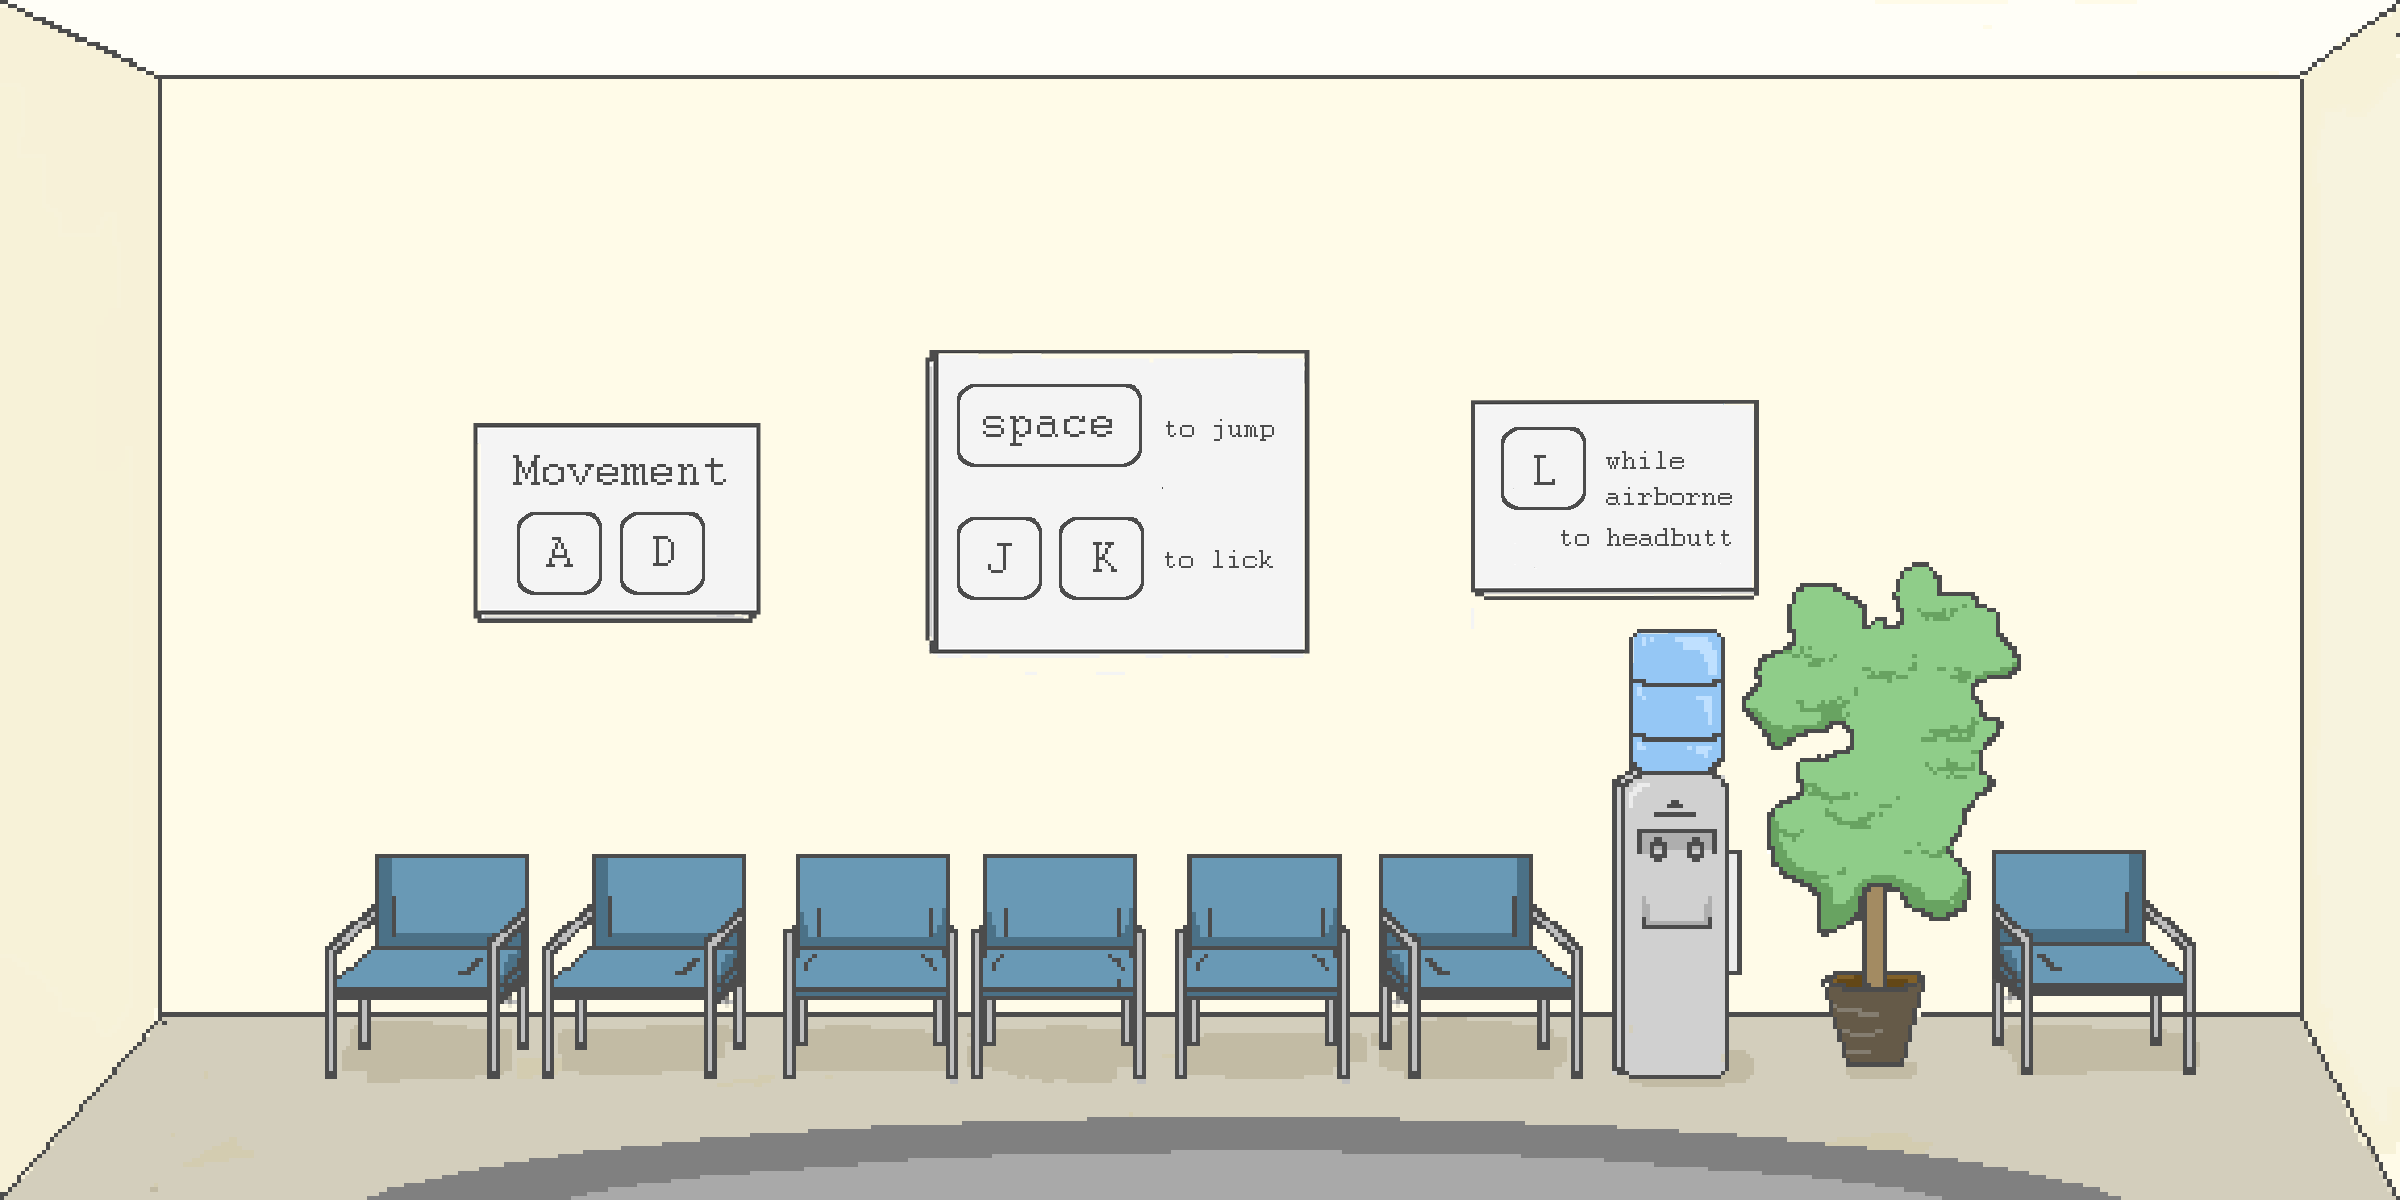 Movement
A D
space to jump
J K to lick
L while
airborne
to headbutt